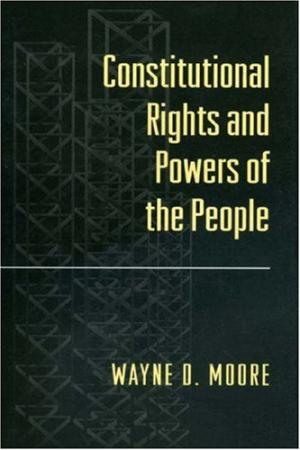 Constitutional
Rights and
Powers of
the People
WAYNE D. MOORE